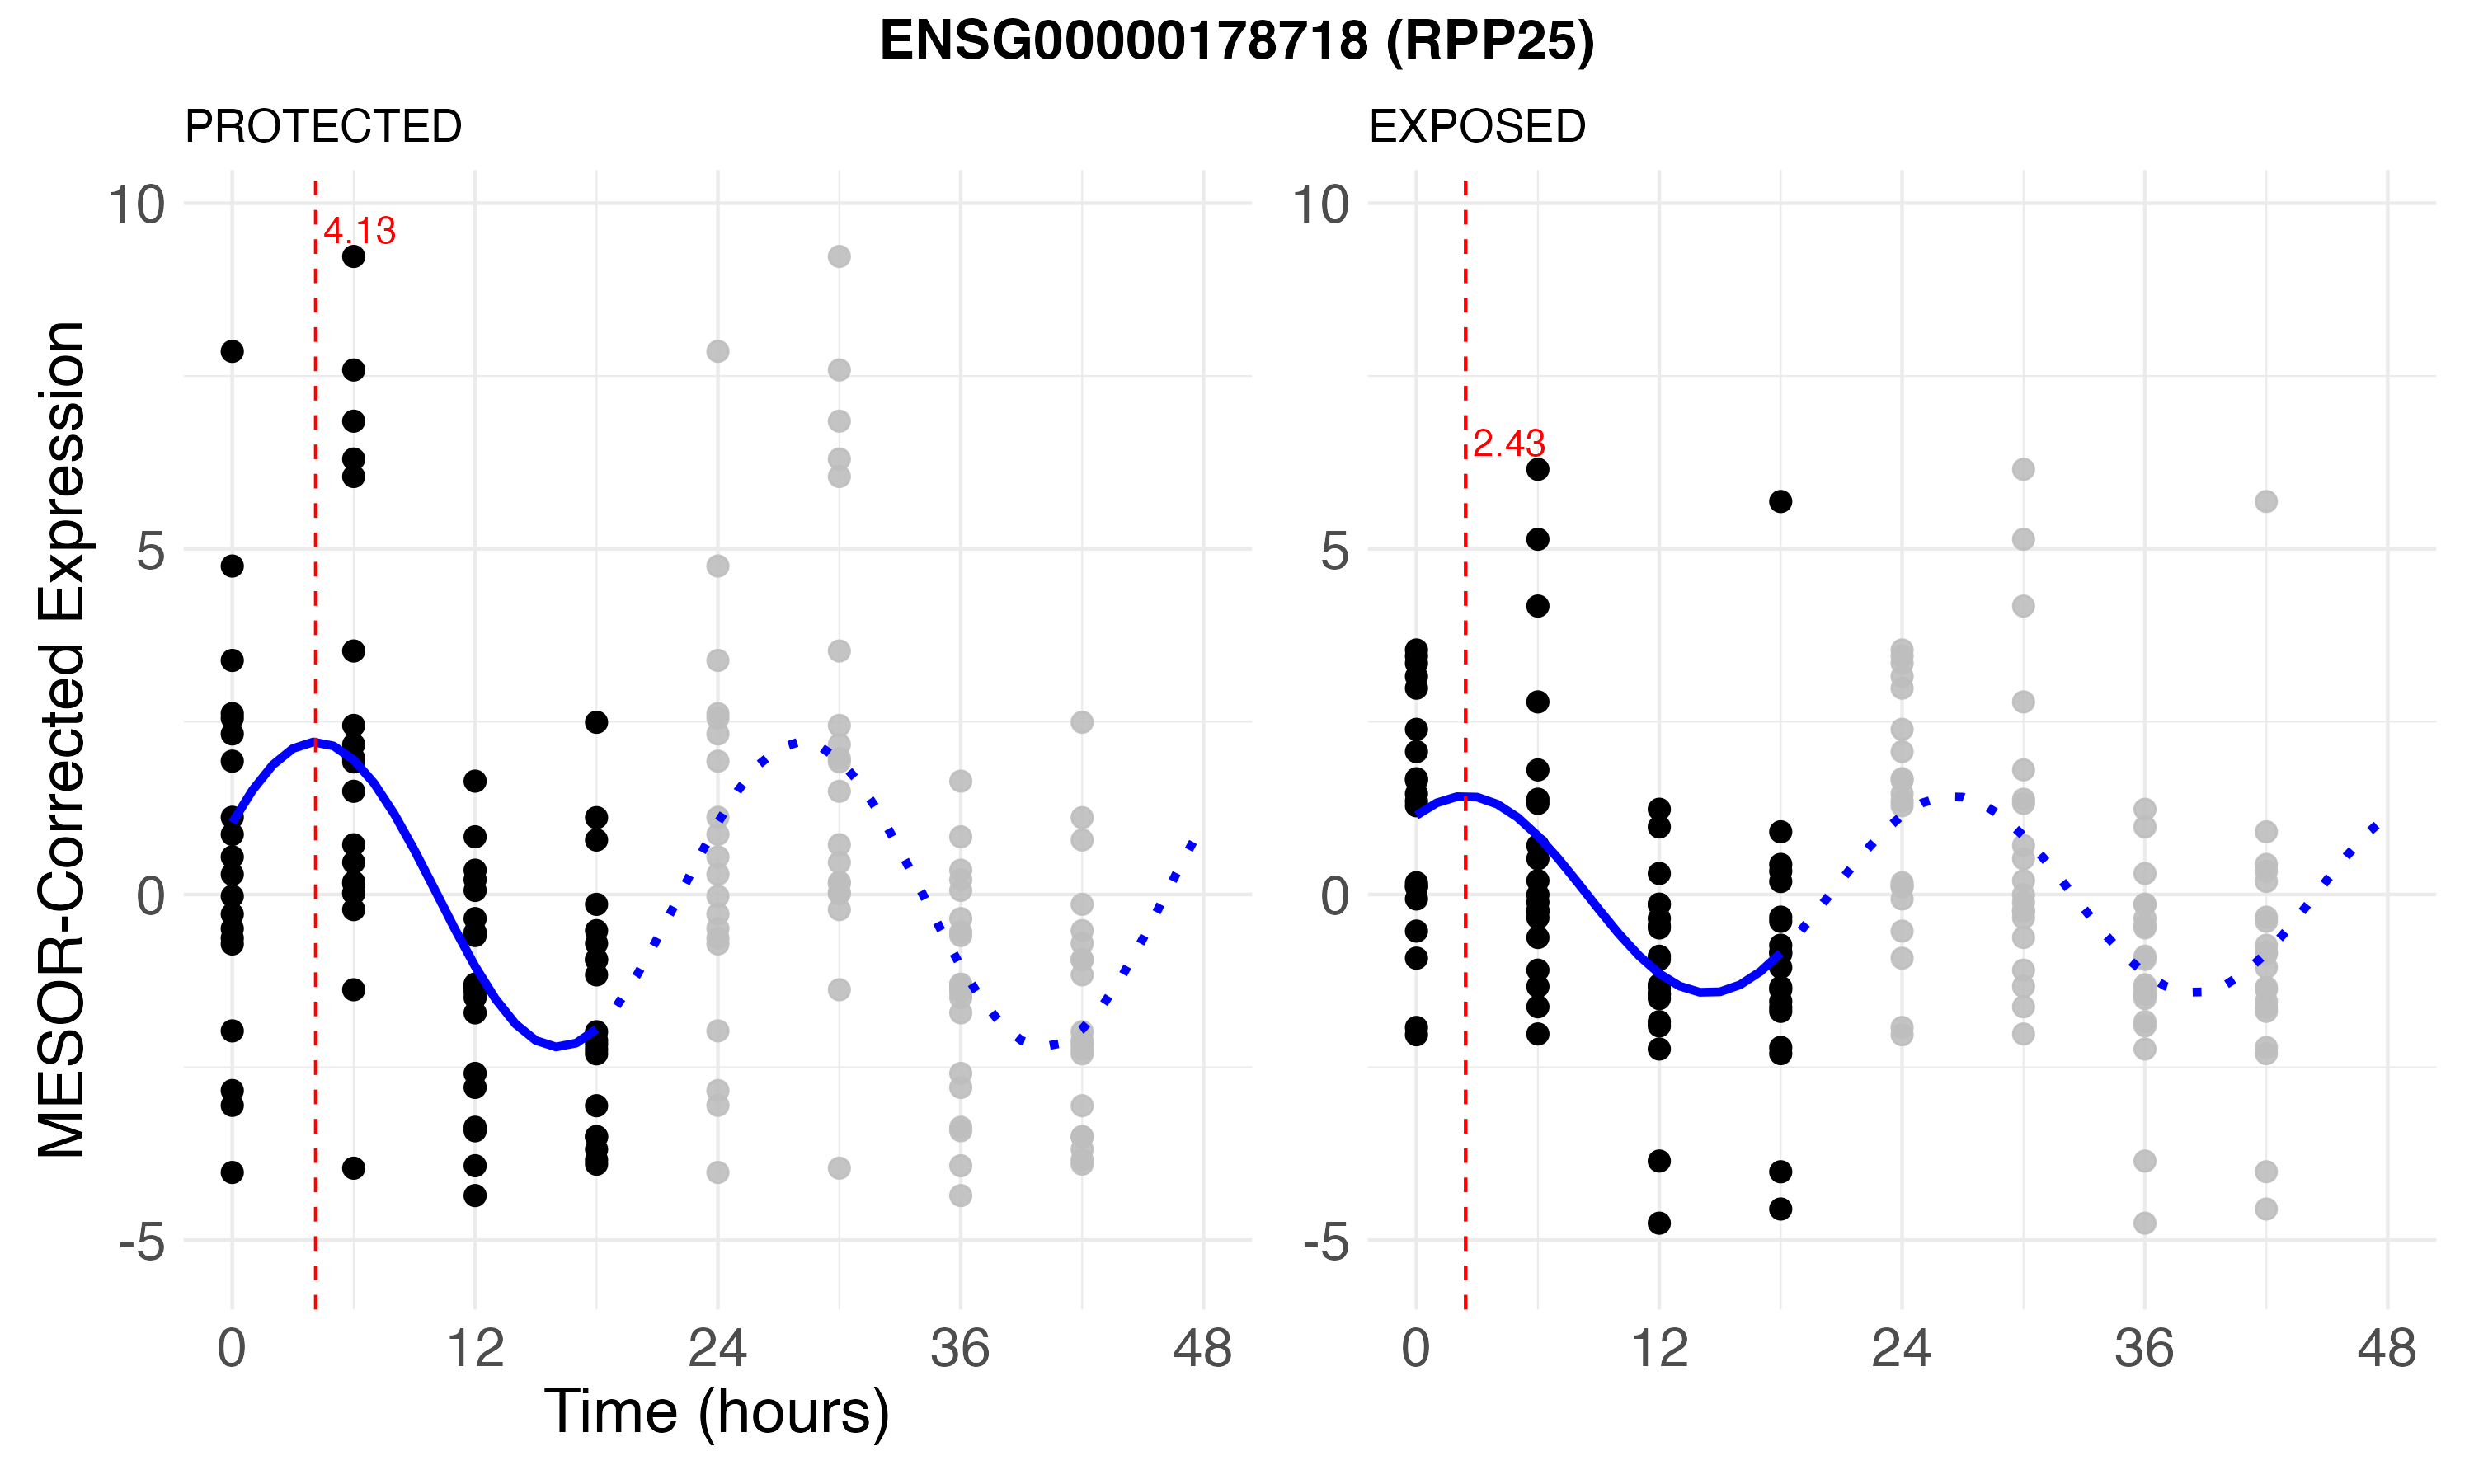 ENSG00000178718 (RPP25)
PROTECTED
EXPOSED
MESOR-Corrected Expression
10
5
0
-5
4.13
0 12 24 36 48
10
5
0
-5
2.43
0 12 24 36 48
Time (hours)